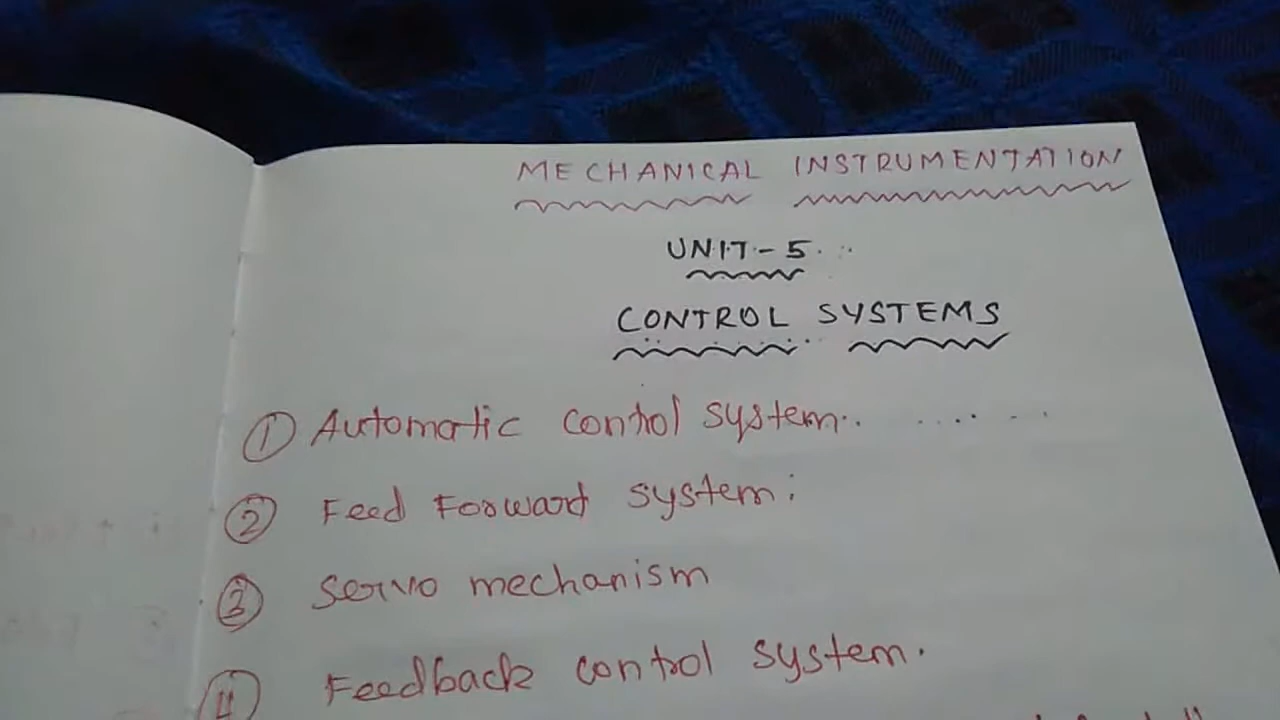 MECHANICAL INSTRUMENTATION
UNIT-5
CONTROL SYSTEMS
① Automatic control system.
② Feed Forward system:
③ Servo mechanism
④ Feedback control system.